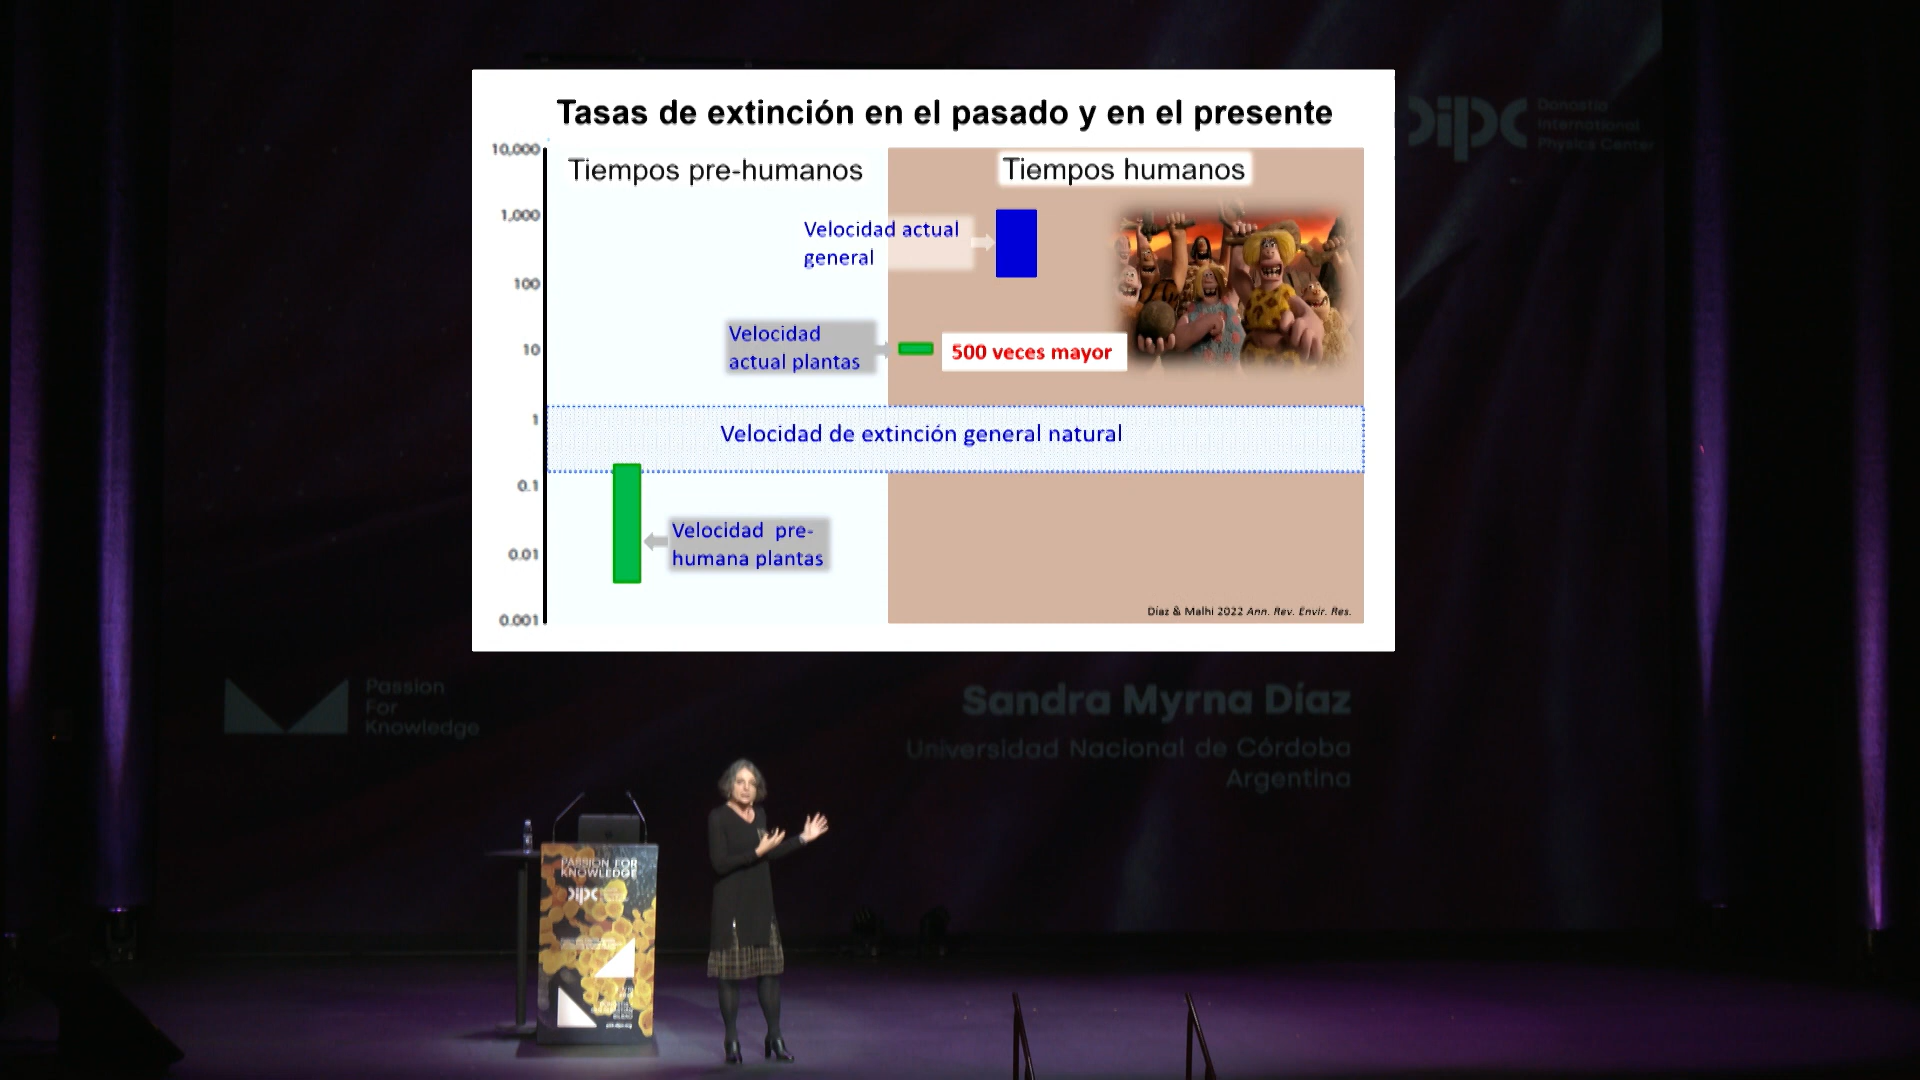 Tasas de extinción en el pasado y en el presente
10,000
Tiempos pre-humanos
Tiempos humanos
1,000
Velocidad actual
general
100
Velocidad
actual plantas
10
500 veces mayor
1
Velocidad de extinción general natural
0.1
Velocidad pre-
humana plantas
0.01
Díaz & Malhi 2022 Ann. Rev. Envir. Res.
0.001
dipc
Donostia
International
Physics Center
Passion
For
Knowledge
Sandra Myrna Díaz
Universidad Nacional de Córdoba
Argentina
PASSION FOR
KNOWLEDGE
dipc